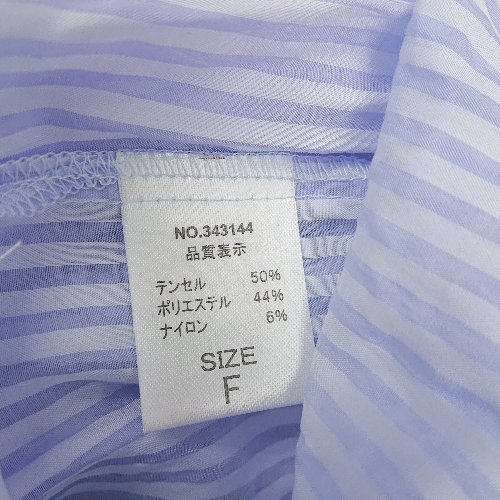 NO.343144
品質表示
テンセル 50%
ポリエステル 44%
ナイロン 6%
SIZE
F